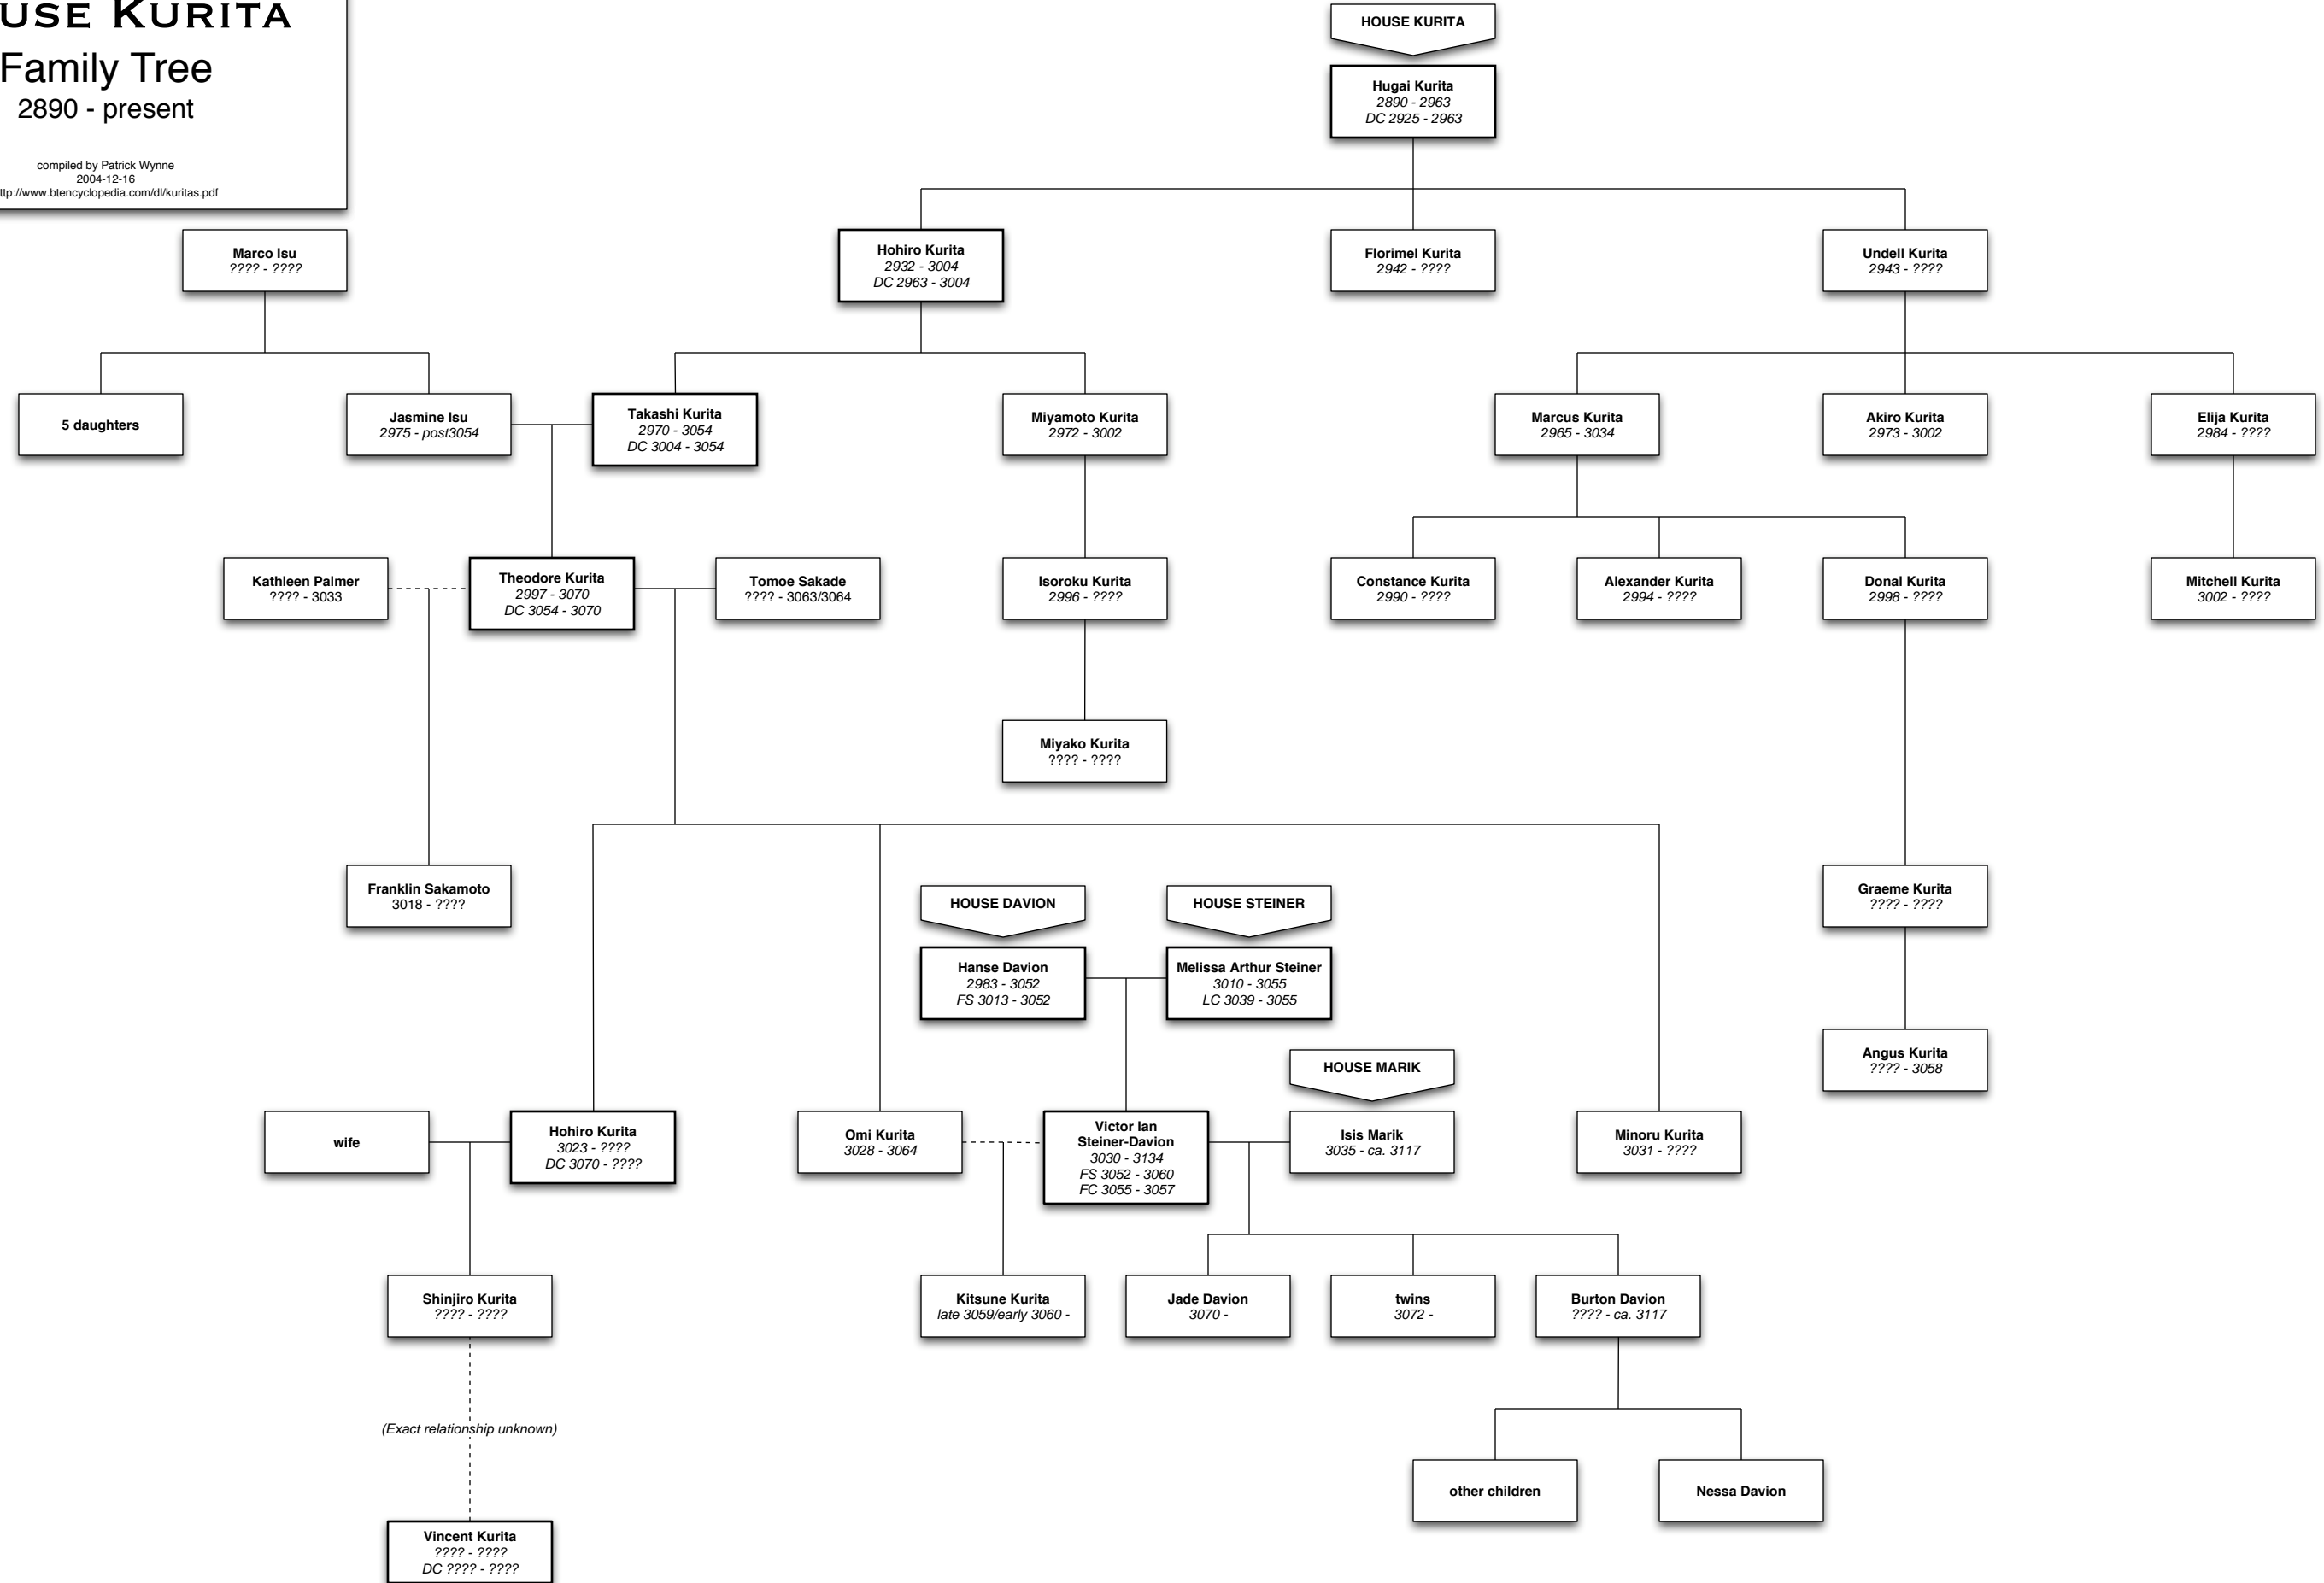 USE KURITA
Family Tree
2890 - present
compiled by Patrick Wynne
2004-12-16
ttp://www.btencyclopedia.com/dl/kuritas.pdf
HOUSE KURITA
Hugai Kurita
2890 - 2963
DC 2925 - 2963
Marco Isu
???? - ????
Hohiro Kurita
2932 - 3004
DC 2963 - 3004
Florimel Kurita
2942 - ????
Undell Kurita
2943 - ????
5 daughters
Jasmine Isu
2975 - post3054
Takashi Kurita
2970 - 3054
DC 3004 - 3054
Miyamoto Kurita
2972 - 3002
Marcus Kurita
2965 - 3034
Akiro Kurita
2973 - 3002
Elija Kurita
2984 - ????
Kathleen Palmer
???? - 3033
Theodore Kurita
2997 - 3070
DC 3054 - 3070
Tomoe Sakade
???? - 3063/3064
Isoroku Kurita
2996 - ????
Constance Kurita
2990 - ????
Alexander Kurita
2994 - ????
Donal Kurita
2998 - ????
Mitchell Kurita
3002 - ????
Miyako Kurita
???? - ????
Franklin Sakamoto
3018 - ????
HOUSE DAVION
HOUSE STEINER
Graeme Kurita
???? - ????
Hanse Davion
2983 - 3052
FS 3013 - 3052
Melissa Arthur Steiner
3010 - 3055
LC 3039 - 3055
HOUSE MARIK
Angus Kurita
???? - 3058
wife
Hohiro Kurita
3023 - ????
DC 3070 - ????
Omi Kurita
3028 - 3064
Victor Ian
Steiner-Davion
3030 - 3134
FS 3052 - 3060
FC 3055 - 3057
Isis Marik
3035 - ca. 3117
Minoru Kurita
3031 - ????
Shinjiro Kurita
???? - ????
Kitsune Kurita
late 3059/early 3060 -
Jade Davion
3070 -
twins
3072 -
Burton Davion
???? - ca. 3117
(Exact relationship unknown)
other children
Nessa Davion
Vincent Kurita
???? - ????
DC ???? - ????